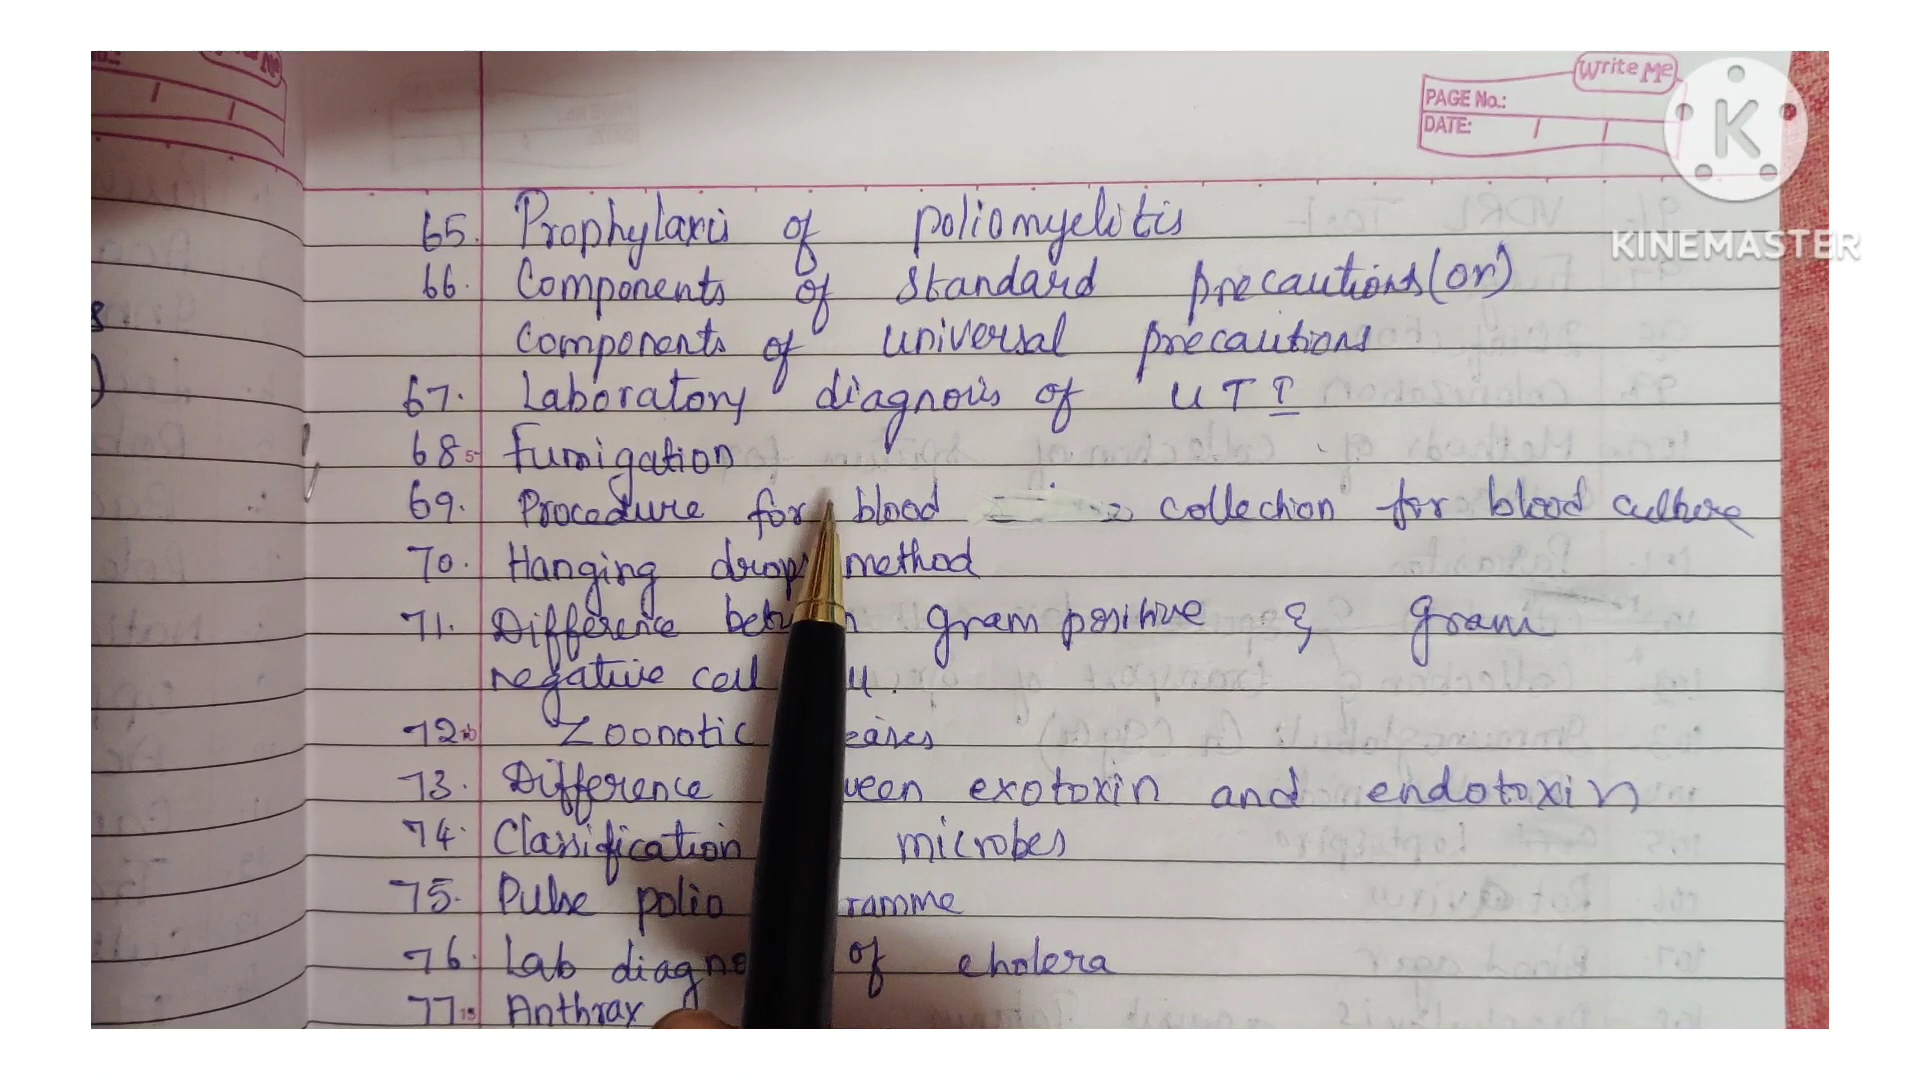 Write Me
PAGE No.:
DATE:
KINEMASTER
65. Prophylaxis of poliomyelitis
66. Components of standard precautions (or)
Components of universal precautions
67. Laboratory diagnosis of UTI
68. Fumigation
69. Procedure for blood collection for blood culture
70. Hanging drops method
71. Difference gram positive & gram
negative cell
72. Zoonotic
73. Difference exotoxin and endotoxin
74. Classification microbes
75. Pulse polio
76. Lab of cholera
77. Anthrax